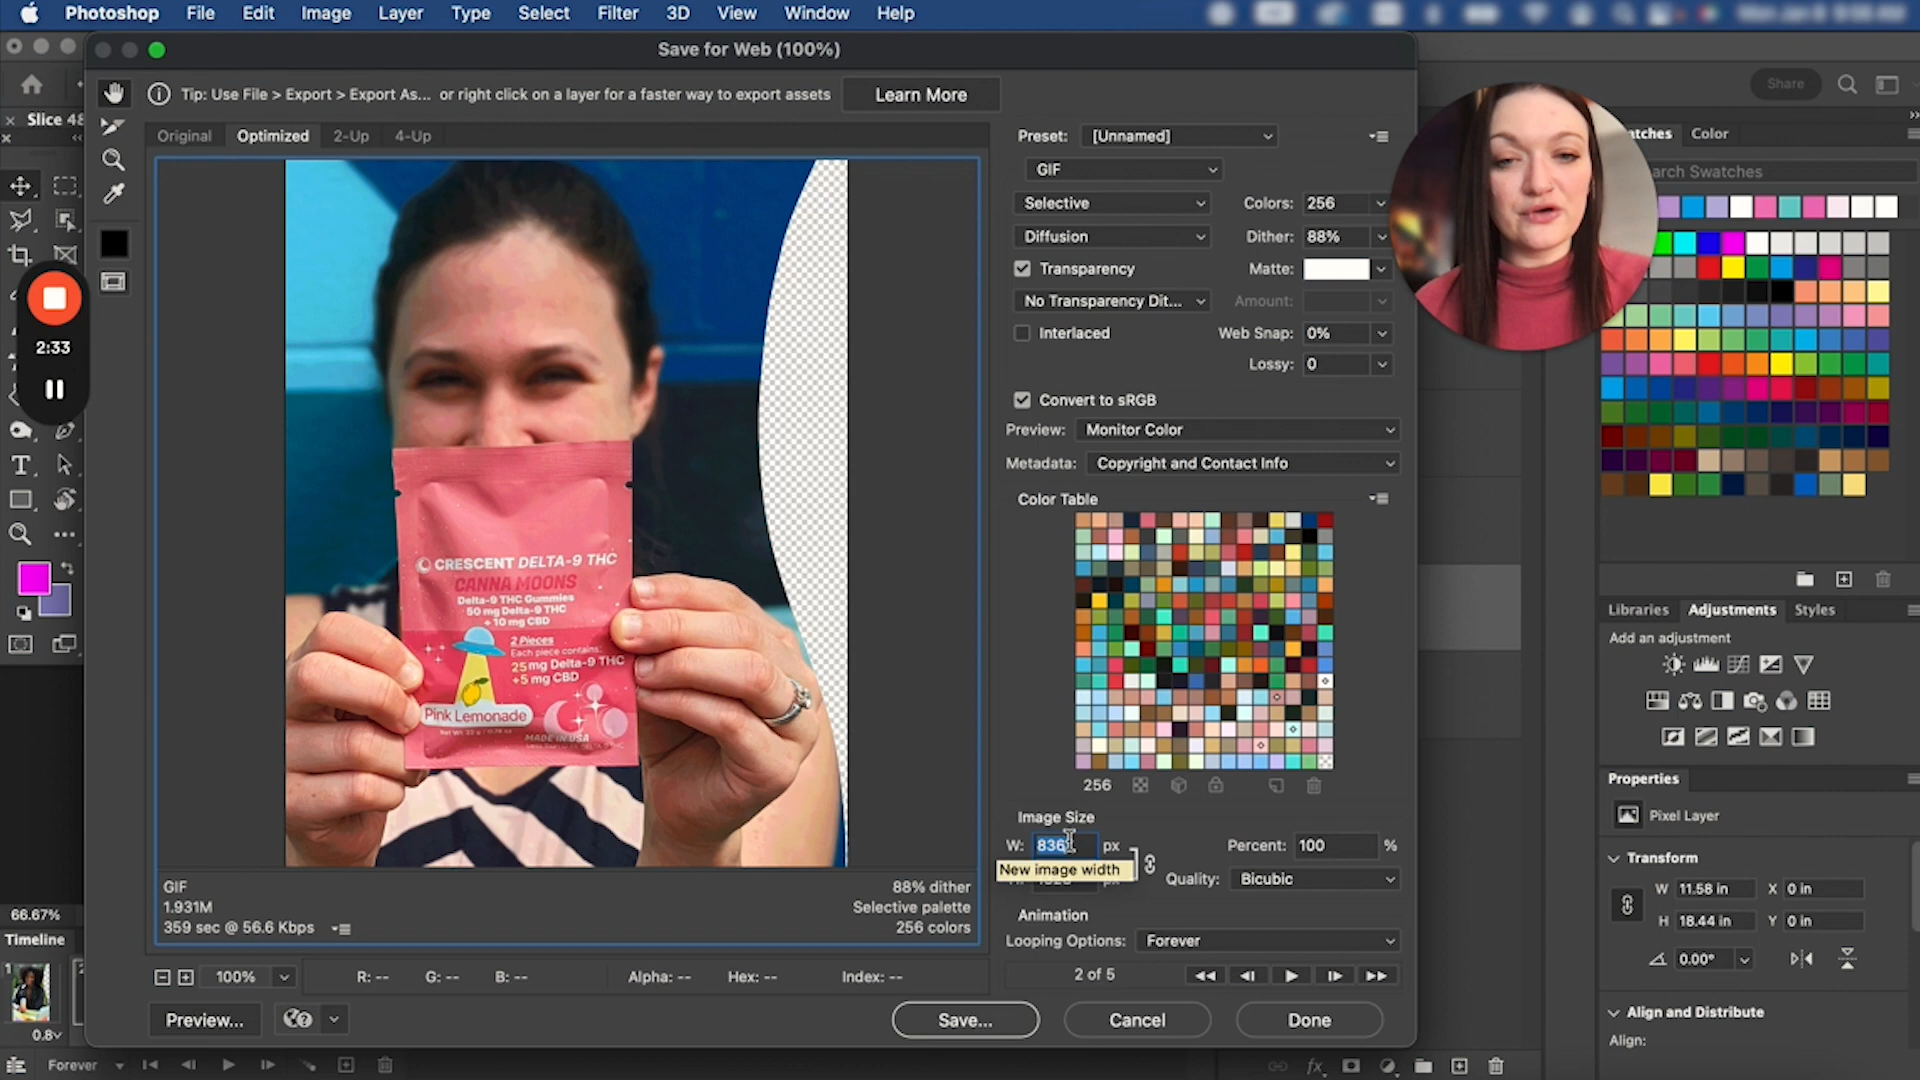 Photoshop File Edit Image Layer Type Select Filter 3D View Window Help
Save for Web (100%)
Tip: Use File > Export > Export As... or right click on a layer for a faster way to export assets
Learn More
Share
Slice 48
Original Optimized 2-Up 4-Up
Preset: [Unnamed]
GIF
Selective Colors: 256
Diffusion Dither: 88%
Transparency Matte:
No Transparency Dit... Amount:
Interlaced Web Snap: 0%
Lossy: 0
Convert to sRGB
Preview: Monitor Color
Metadata: Copyright and Contact Info
Color Table
256
Image Size
W: 836 px Percent: 100 %
New image width
Quality: Bicubic
Animation
Looping Options: Forever
2 of 5
2:33
CRESCENT DELTA-9 THC
CANNA MOONS
Delta-9 THC Gummies
50 mg Delta-9 THC
+ 10 mg CBD
2 Pieces
Each piece contains:
25mg Delta-9 THC
+5 mg CBD
Pink Lemonade
MADE IN USA
GIF 88% dither
1.931M Selective palette
359 sec @ 56.6 Kbps 256 colors
100% R: -- G: -- B: -- Alpha: -- Hex: -- Index: --
Preview... Save... Cancel Done
66.67%
Timeline
1
0.8
Forever
Color
Libraries Adjustments Styles
Add an adjustment
Properties
Pixel Layer
Transform
W 11.58 in X 0 in
H 18.44 in Y 0 in
0.00°
Align and Distribute
Align: